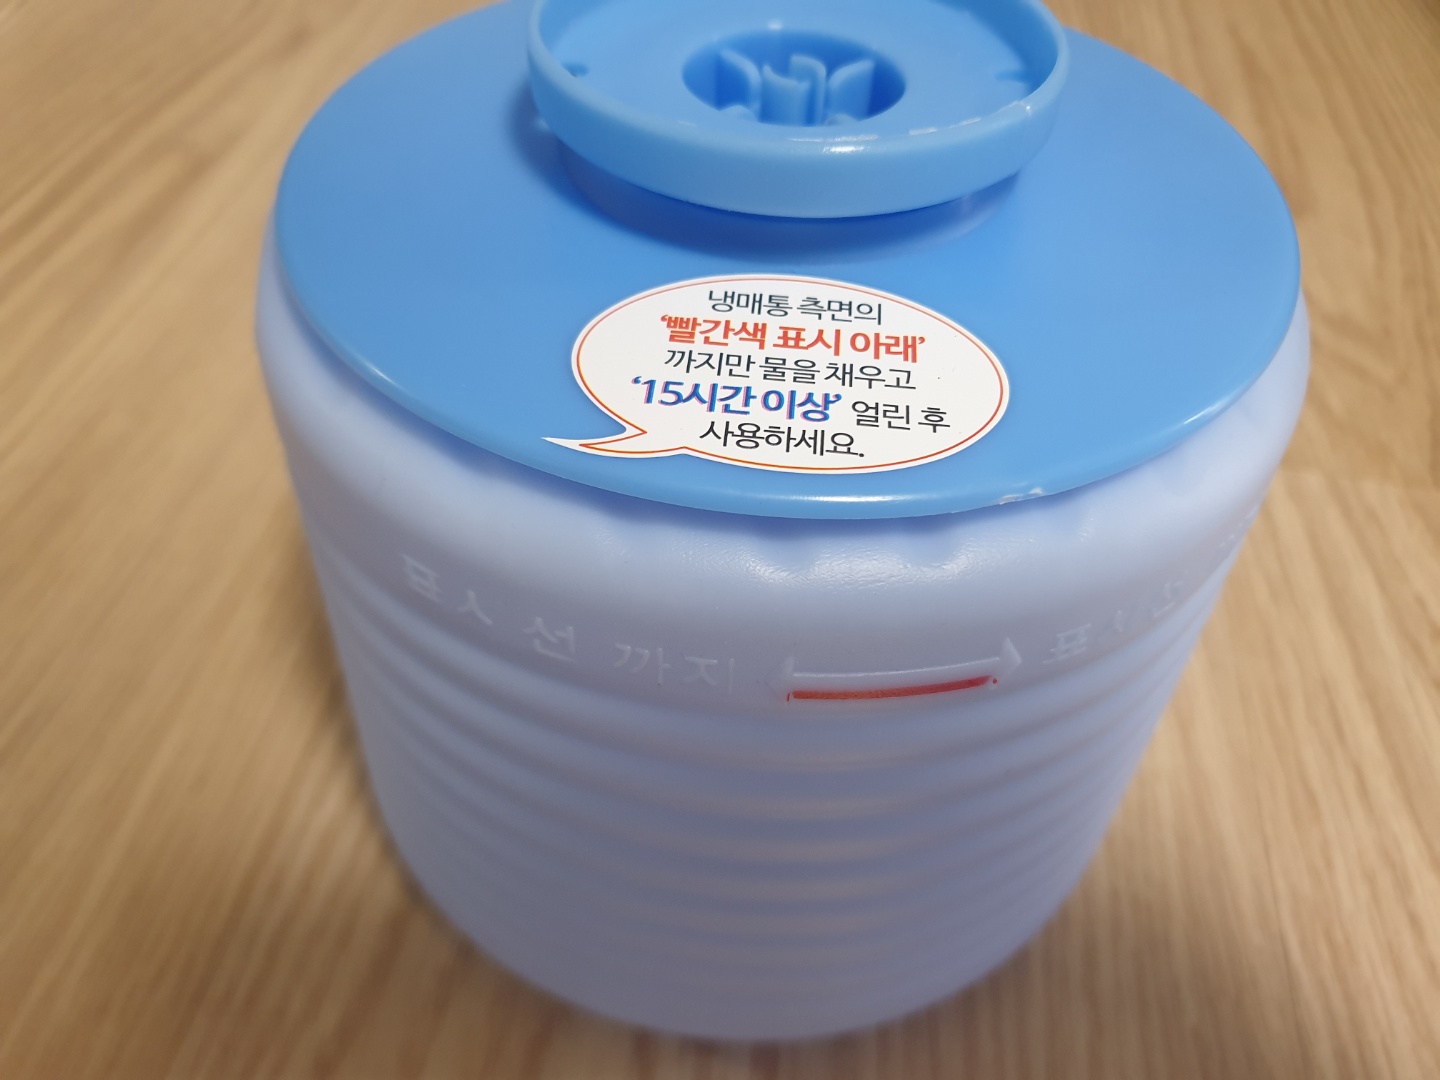 냉매통 측면의
‘빨간색 표시 아래’
까지만 물을 채우고
‘15시간 이상’ 얼린 후
사용하세요.
표시선 까지
표시선